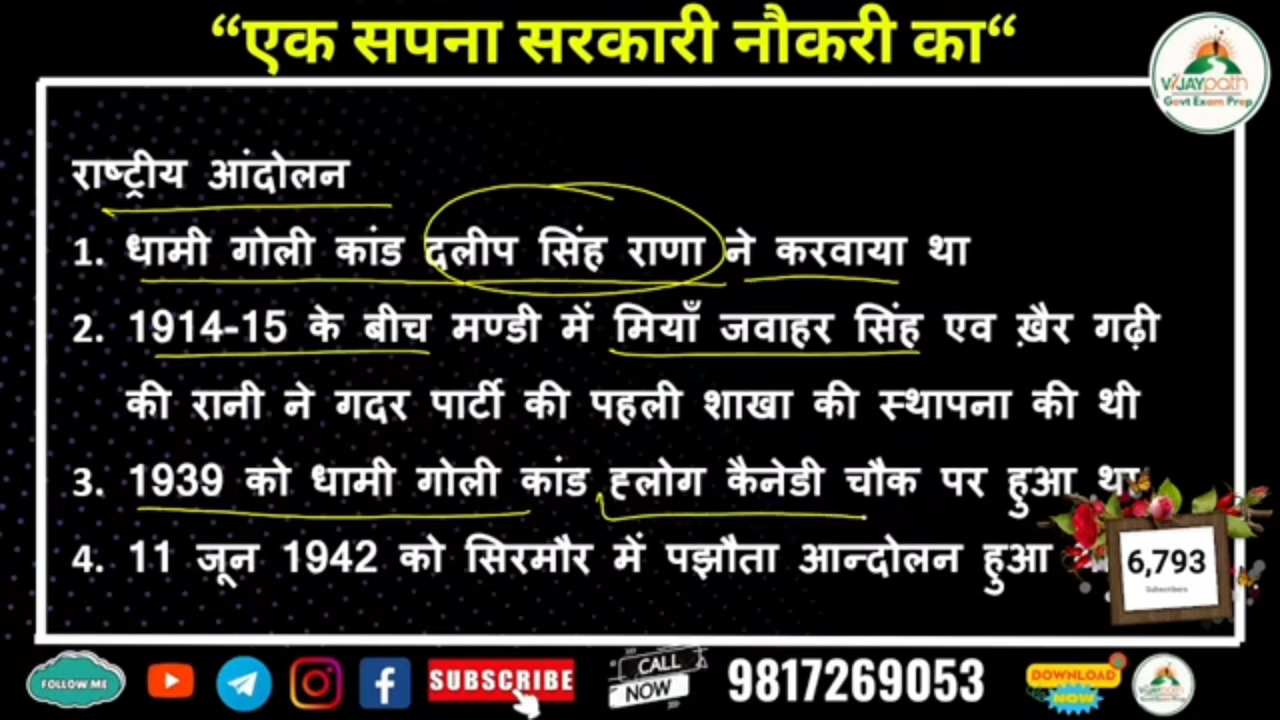 “एक सपना सरकारी नौकरी का“
VIJAYpath
Govt Exam Prep
राष्ट्रीय आंदोलन
1. धामी गोली कांड दलीप सिंह राणा ने करवाया था
2. 1914-15 के बीच मण्डी में मियाँ जवाहर सिंह एव ख़ैर गढ़ी
की रानी ने गदर पार्टी की पहली शाखा की स्थापना की थी
3. 1939 को धामी गोली कांड ह्लोग कैनेडी चौक पर हुआ था
4. 11 जून 1942 को सिरमौर में पझौता आन्दोलन हुआ
6,793
Subscribers
FOLLOW ME
SUBSCRIBE
CALL
NOW
9817269053
DOWNLOAD
NOW